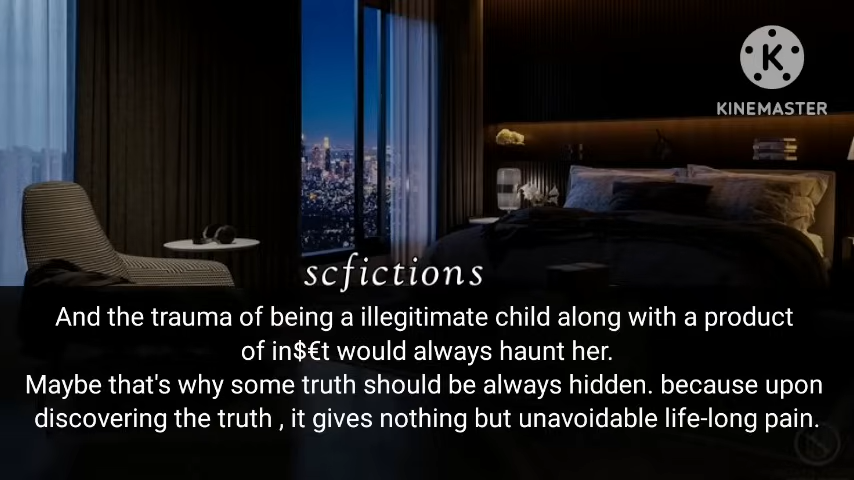 KINEMASTER
scfictions
And the trauma of being a illegitimate child along with a product
of in$€t would always haunt her.
Maybe that's why some truth should be always hidden. because upon
discovering the truth , it gives nothing but unavoidable life-long pain.